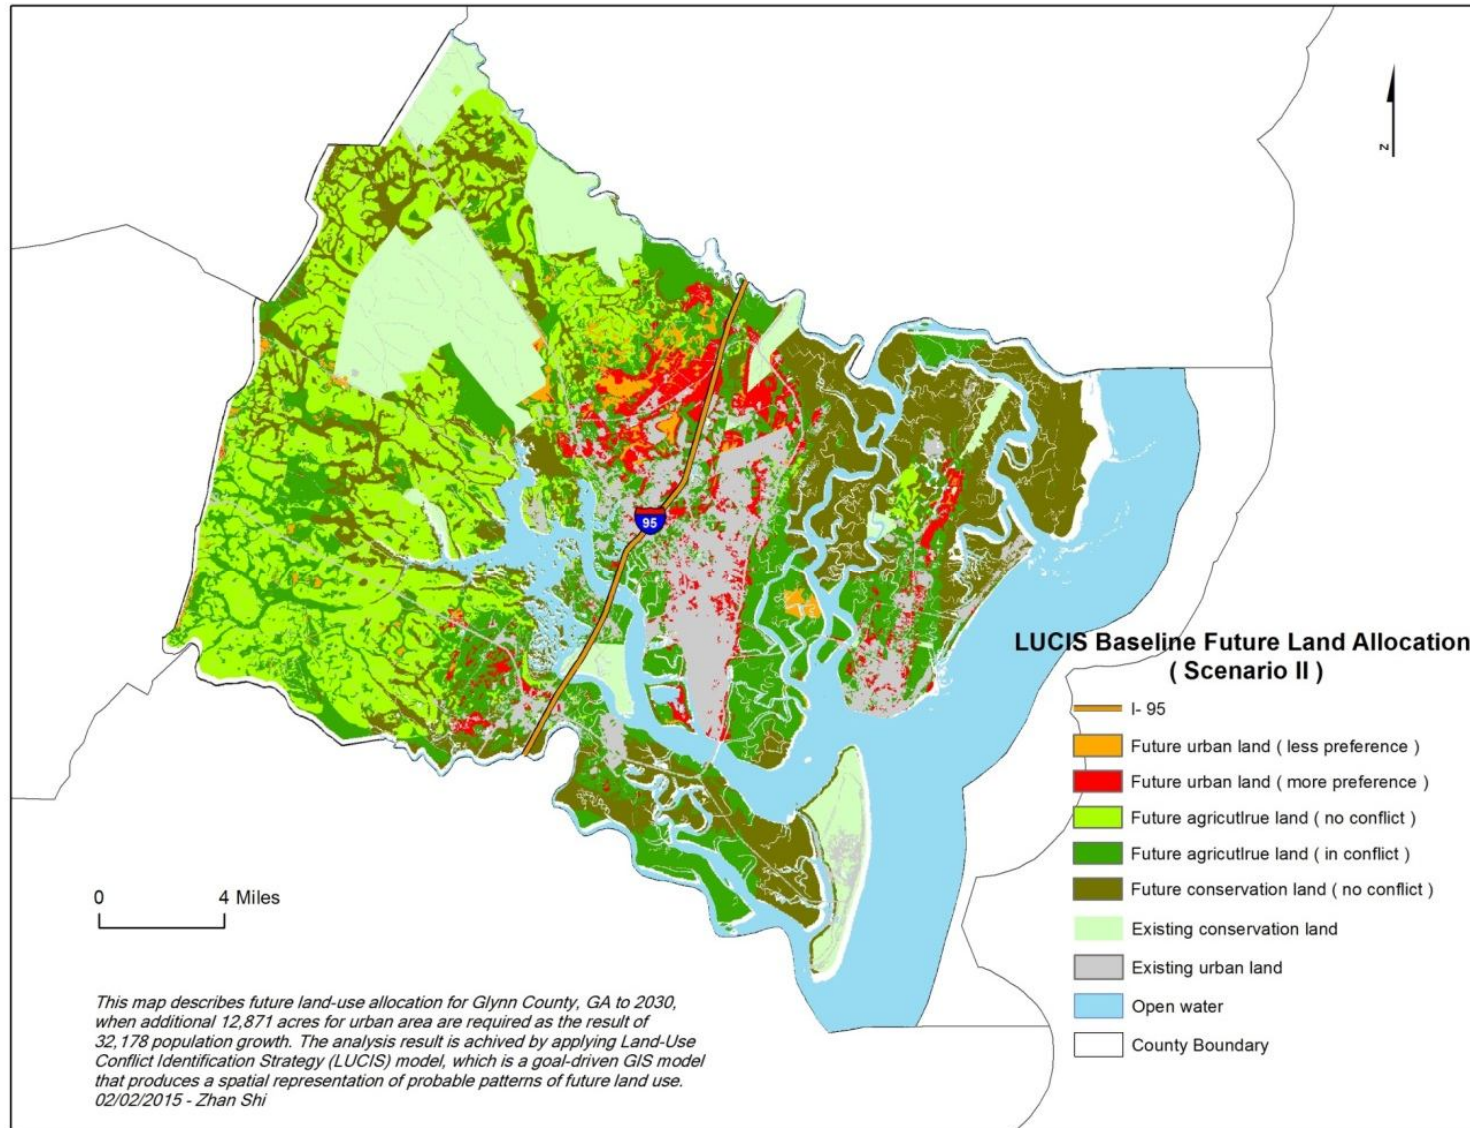 N
95
LUCIS Baseline Future Land Allocation
( Scenario II )
I- 95
Future urban land ( less preference )
Future urban land ( more preference )
Future agricutlrue land ( no conflict )
Future agricutlrue land ( in conflict )
Future conservation land ( no conflict )
Existing conservation land
Existing urban land
Open water
County Boundary
0 4 Miles
This map describes future land-use allocation for Glynn County, GA to 2030,
when additional 12,871 acres for urban area are required as the result of
32,178 population growth. The analysis result is achived by applying Land-Use
Conflict Identification Strategy (LUCIS) model, which is a goal-driven GIS model
that produces a spatial representation of probable patterns of future land use.
02/02/2015 - Zhan Shi